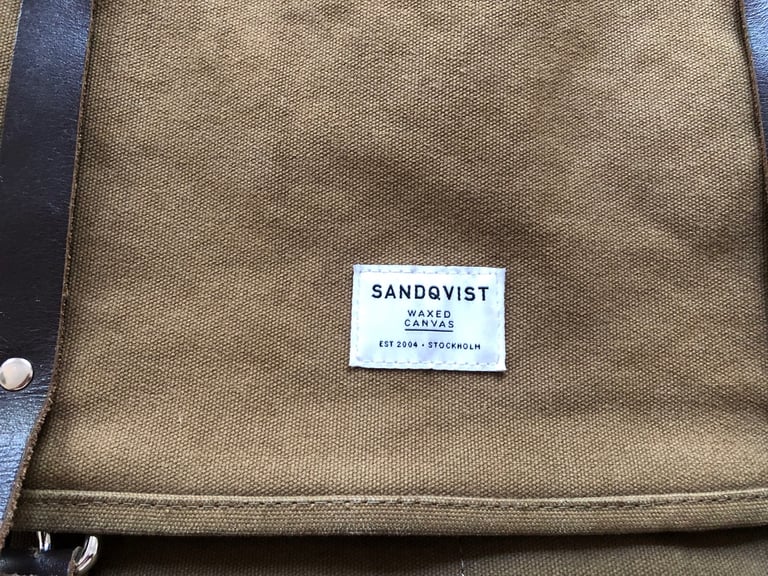 SANDQVIST
WAXED
CANVAS
EST 2004 • STOCKHOLM